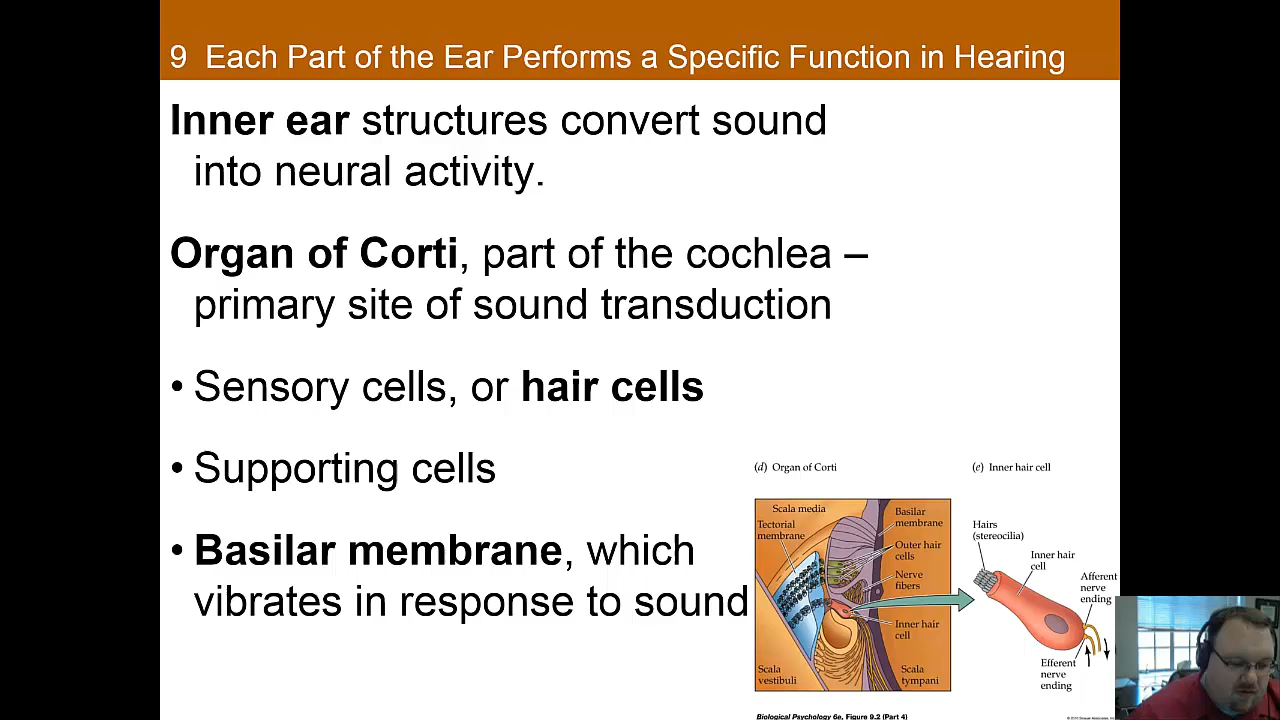 9 Each Part of the Ear Performs a Specific Function in Hearing
Inner ear structures convert sound
into neural activity.
Organ of Corti, part of the cochlea –
primary site of sound transduction
• Sensory cells, or hair cells
• Supporting cells
• Basilar membrane, which
vibrates in response to sound
(d) Organ of Corti
Scala media
Tectorial
membrane
Basilar
membrane
Outer hair
cells
Nerve
fibers
Inner hair
cell
Scala
vestibuli
Scala
tympani
(e) Inner hair cell
Hairs
(stereocilia)
Inner hair
cell
Afferent
nerve
ending
Efferent
nerve
ending
Biological Psychology 6e, Figure 9.2 (Part 4)